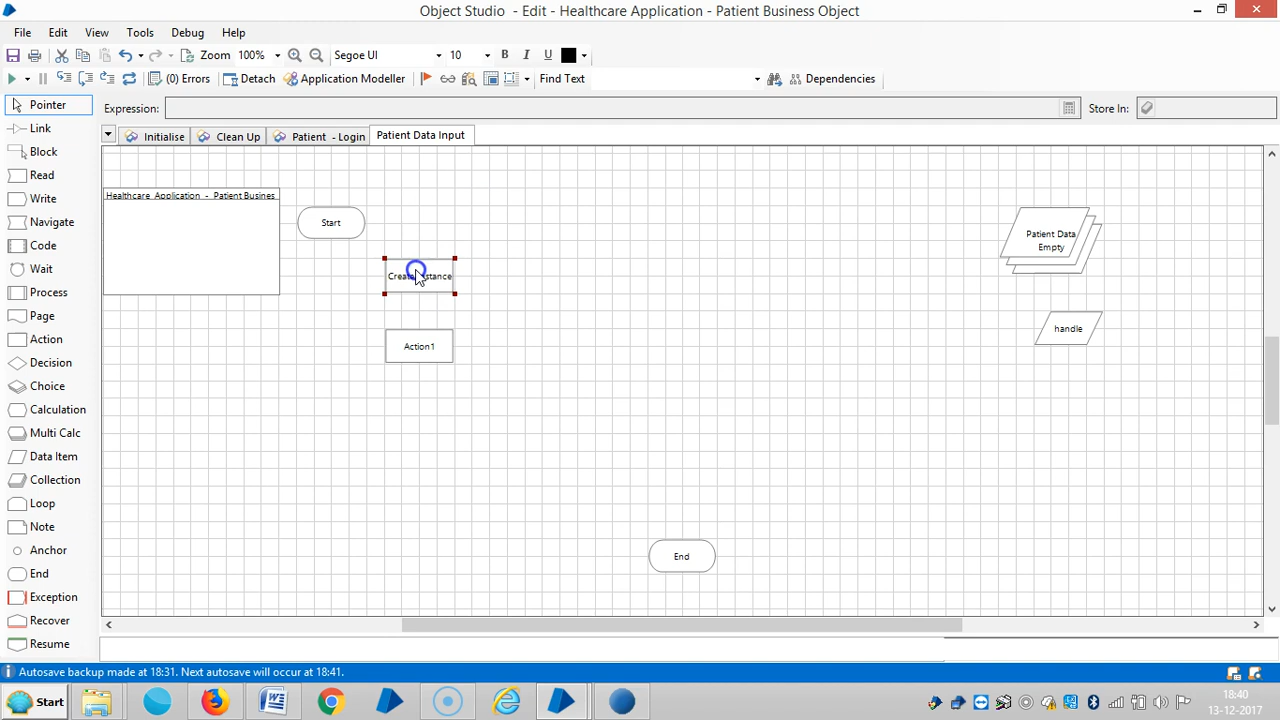 Object Studio - Edit - Healthcare Application - Patient Business Object
File Edit View Tools Debug Help
Zoom 100% Segoe UI 10 B I U
(0) Errors Detach Application Modeller Find Text Dependencies
Pointer Expression: Store In:
Link Initialise Clean Up Patient - Login Patient Data Input
Block
Read
Write
Navigate
Code
Wait
Process
Page
Action
Decision
Choice
Calculation
Multi Calc
Data Item
Collection
Loop
Note
Anchor
End
Exception
Recover
Resume
Healthcare Application - Patient Busines
Start
Action1
End
Patient Data
Empty
handle
Autosave backup made at 18:31. Next autosave will occur at 18:41.
Start
18:40
13-12-2017